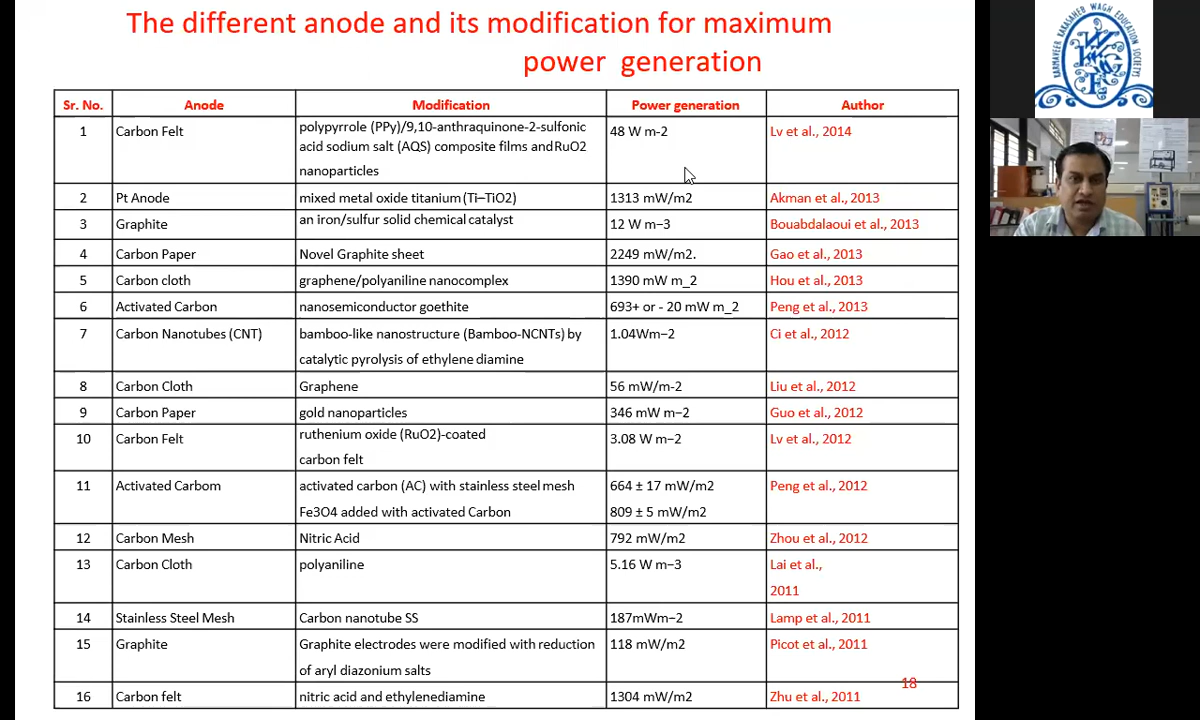 The different anode and its modification for maximum
power generation
Sr. No. Anode Modification Power generation Author
1 Carbon Felt polypyrrole (PPy)/9,10-anthraquinone-2-sulfonic 48 W m-2 Lv et al., 2014
acid sodium salt (AQS) composite films andRuO2
nanoparticles
2 Pt Anode mixed metal oxide titanium (Ti–TiO2) 1313 mW/m2 Akman et al., 2013
3 Graphite an iron/sulfur solid chemical catalyst 12 W m−3 Bouabdalaoui et al., 2013
4 Carbon Paper Novel Graphite sheet 2249 mW/m2. Gao et al., 2013
5 Carbon cloth graphene/polyaniline nanocomplex 1390 mW m_2 Hou et al., 2013
6 Activated Carbon nanosemiconductor goethite 693+ or - 20 mW m_2 Peng et al., 2013
7 Carbon Nanotubes (CNT) bamboo-like nanostructure (Bamboo-NCNTs) by 1.04Wm−2 Ci et al., 2012
catalytic pyrolysis of ethylene diamine
8 Carbon Cloth Graphene 56 mW/m-2 Liu et al., 2012
9 Carbon Paper gold nanoparticles 346 mW m−2 Guo et al., 2012
10 Carbon Felt ruthenium oxide (RuO2)-coated 3.08 W m−2 Lv et al., 2012
carbon felt
11 Activated Carbom activated carbon (AC) with stainless steel mesh 664 ± 17 mW/m2 Peng et al., 2012
Fe3O4 added with activated Carbon 809 ± 5 mW/m2
12 Carbon Mesh Nitric Acid 792 mW/m2 Zhou et al., 2012
13 Carbon Cloth polyaniline 5.16 W m−3 Lai et al.,
2011
14 Stainless Steel Mesh Carbon nanotube SS 187mWm−2 Lamp et al., 2011
15 Graphite Graphite electrodes were modified with reduction 118 mW/m2 Picot et al., 2011
of aryl diazonium salts
18
16 Carbon felt nitric acid and ethylenediamine 1304 mW/m2 Zhu et al., 2011
KARMAVEER KAKASAHEB WAGH EDUCATION SOCIETY